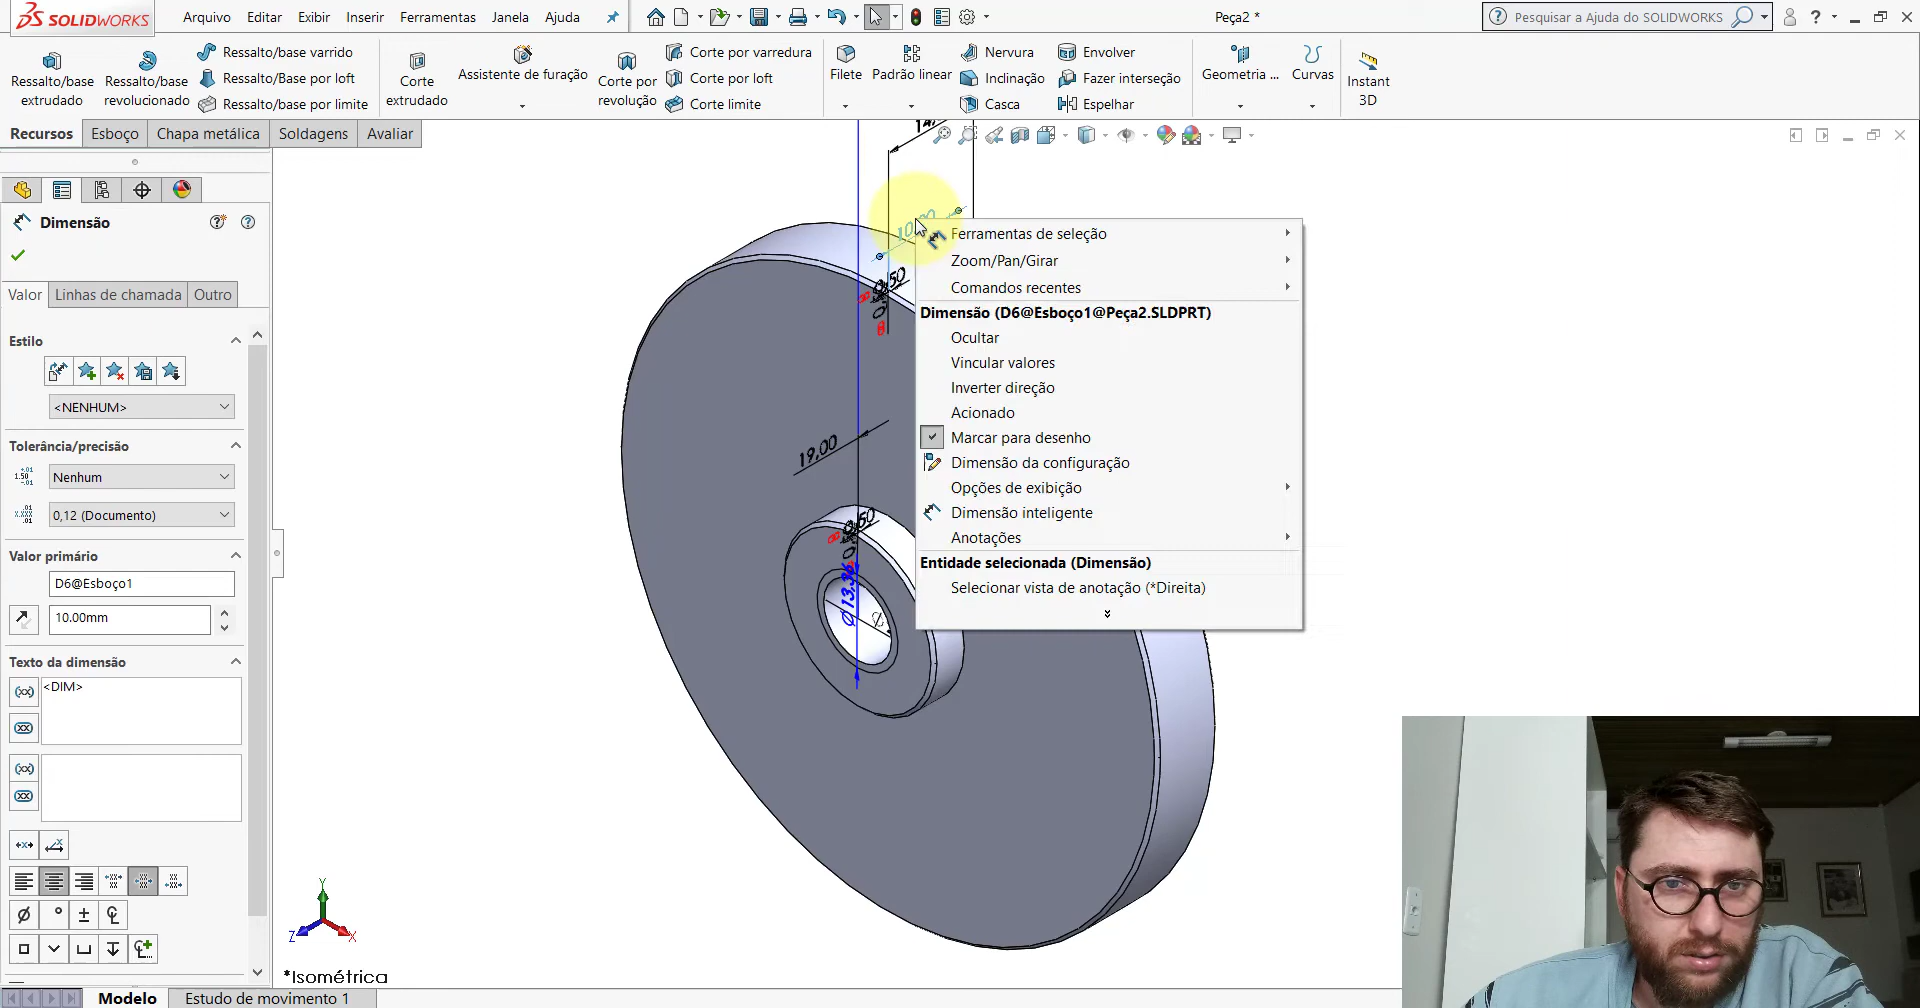 SOLIDWORKS
Arquivo Editar Exibir Inserir Ferramentas Janela Ajuda
Peça2 *
Pesquisar a Ajuda do SOLIDWORKS
Ressalto/base extrudado
Ressalto/base revolucionado
Ressalto/base varrido
Ressalto/Base por loft
Ressalto/base por limite
Corte extrudado
Assistente de furação
Corte por revolução
Corte por varredura
Corte por loft
Corte limite
Filete
Padrão linear
Nervura
Inclinação
Casca
Envolver
Fazer interseção
Espelhar
Geometria ...
Curvas
Instant 3D
Recursos Esboço Chapa metálica Soldagens Avaliar
Dimensão
Valor Linhas de chamada Outro
Estilo
<NENHUM>
Tolerância/precisão
Nenhum
0,12 (Documento)
Valor primário
D6@Esboço1
10.00mm
Texto da dimensão
<DIM>
19,00
Ferramentas de seleção
Zoom/Pan/Girar
Comandos recentes
Dimensão (D6@Esboço1@Peça2.SLDPRT)
Ocultar
Vincular valores
Inverter direção
Acionado
Marcar para desenho
Dimensão da configuração
Opções de exibição
Dimensão inteligente
Anotações
Entidade selecionada (Dimensão)
Selecionar vista de anotação (*Direita)
Y
Z
X
*Isométrica
Modelo Estudo de movimento 1